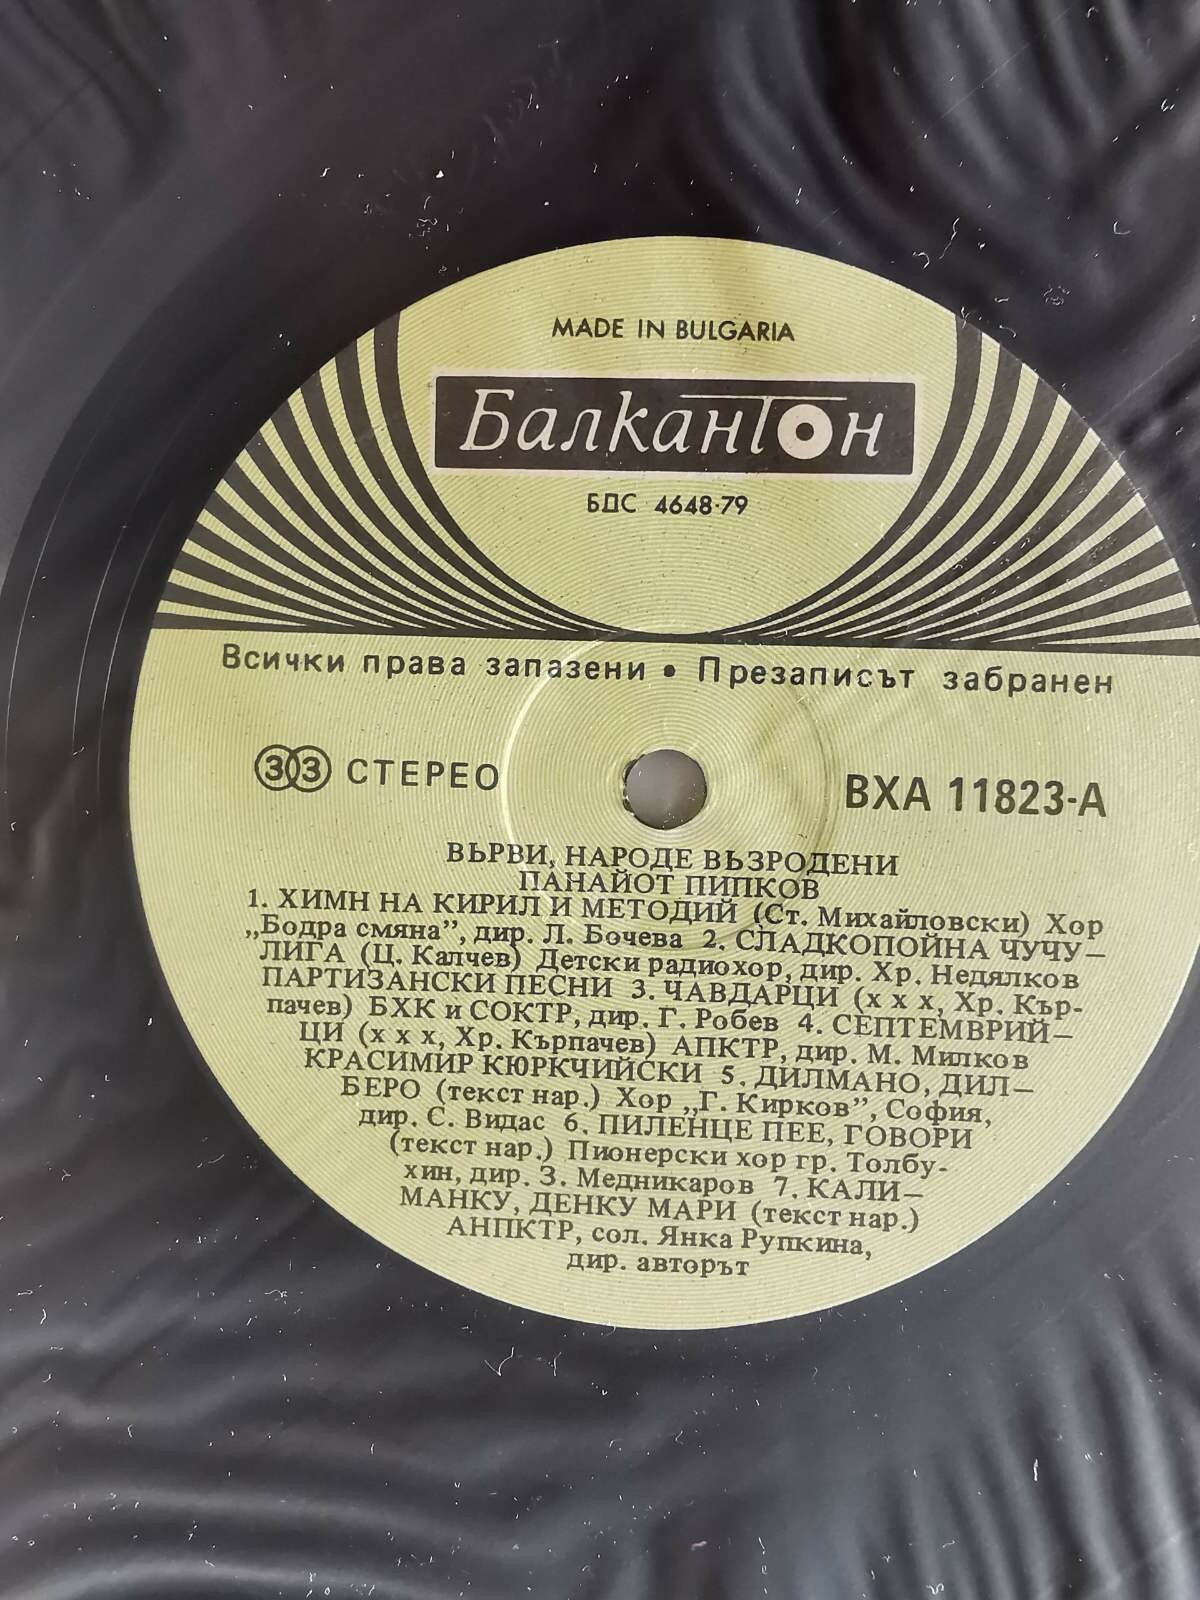 MADE IN BULGARIA
Балкантон
БДС 4648-79
Всички права запазени • Презаписът забранен
33 СТЕРЕО
ВХА 11823-А
ВЪРВИ, НАРОДЕ ВЪЗРОДЕНИ
ПАНАЙОТ ПИПКОВ
1. ХИМН НА КИРИЛ И МЕТОДИЙ (Ст. Михайловски) Хор
„Бодра смяна”, дир. Л. Бочева 2. СЛАДКОПОЙНА ЧУЧУ–
ЛИГА (Ц. Калчев) Детски радиохор, дир. Хр. Недялков
ПАРТИЗАНСКИ ПЕСНИ 3. ЧАВДАРЦИ (х х х, Хр. Кър-
пачев) БХК и СОКТР, дир. Г. Робев 4. СЕПТЕМВРИЙ–
ЦИ (х х х, Хр. Кърпачев) АПКТР, дир. М. Милков
КРАСИМИР КЮРКЧИЙСКИ 5. ДИЛМАНО, ДИЛ–
БЕРО (текст нар.) Хор „Г. Кирков”, София,
дир. С. Видас 6. ПИЛЕНЦЕ ПЕЕ, ГОВОРИ
(текст нар.) Пионерски хор гр. Толбу-
хин, дир. З. Медникаров 7. КАЛИ–
МАНКУ, ДЕНКУ МАРИ (текст нар.)
АНПКТР, сол. Янка Рупкина,
дир. авторът